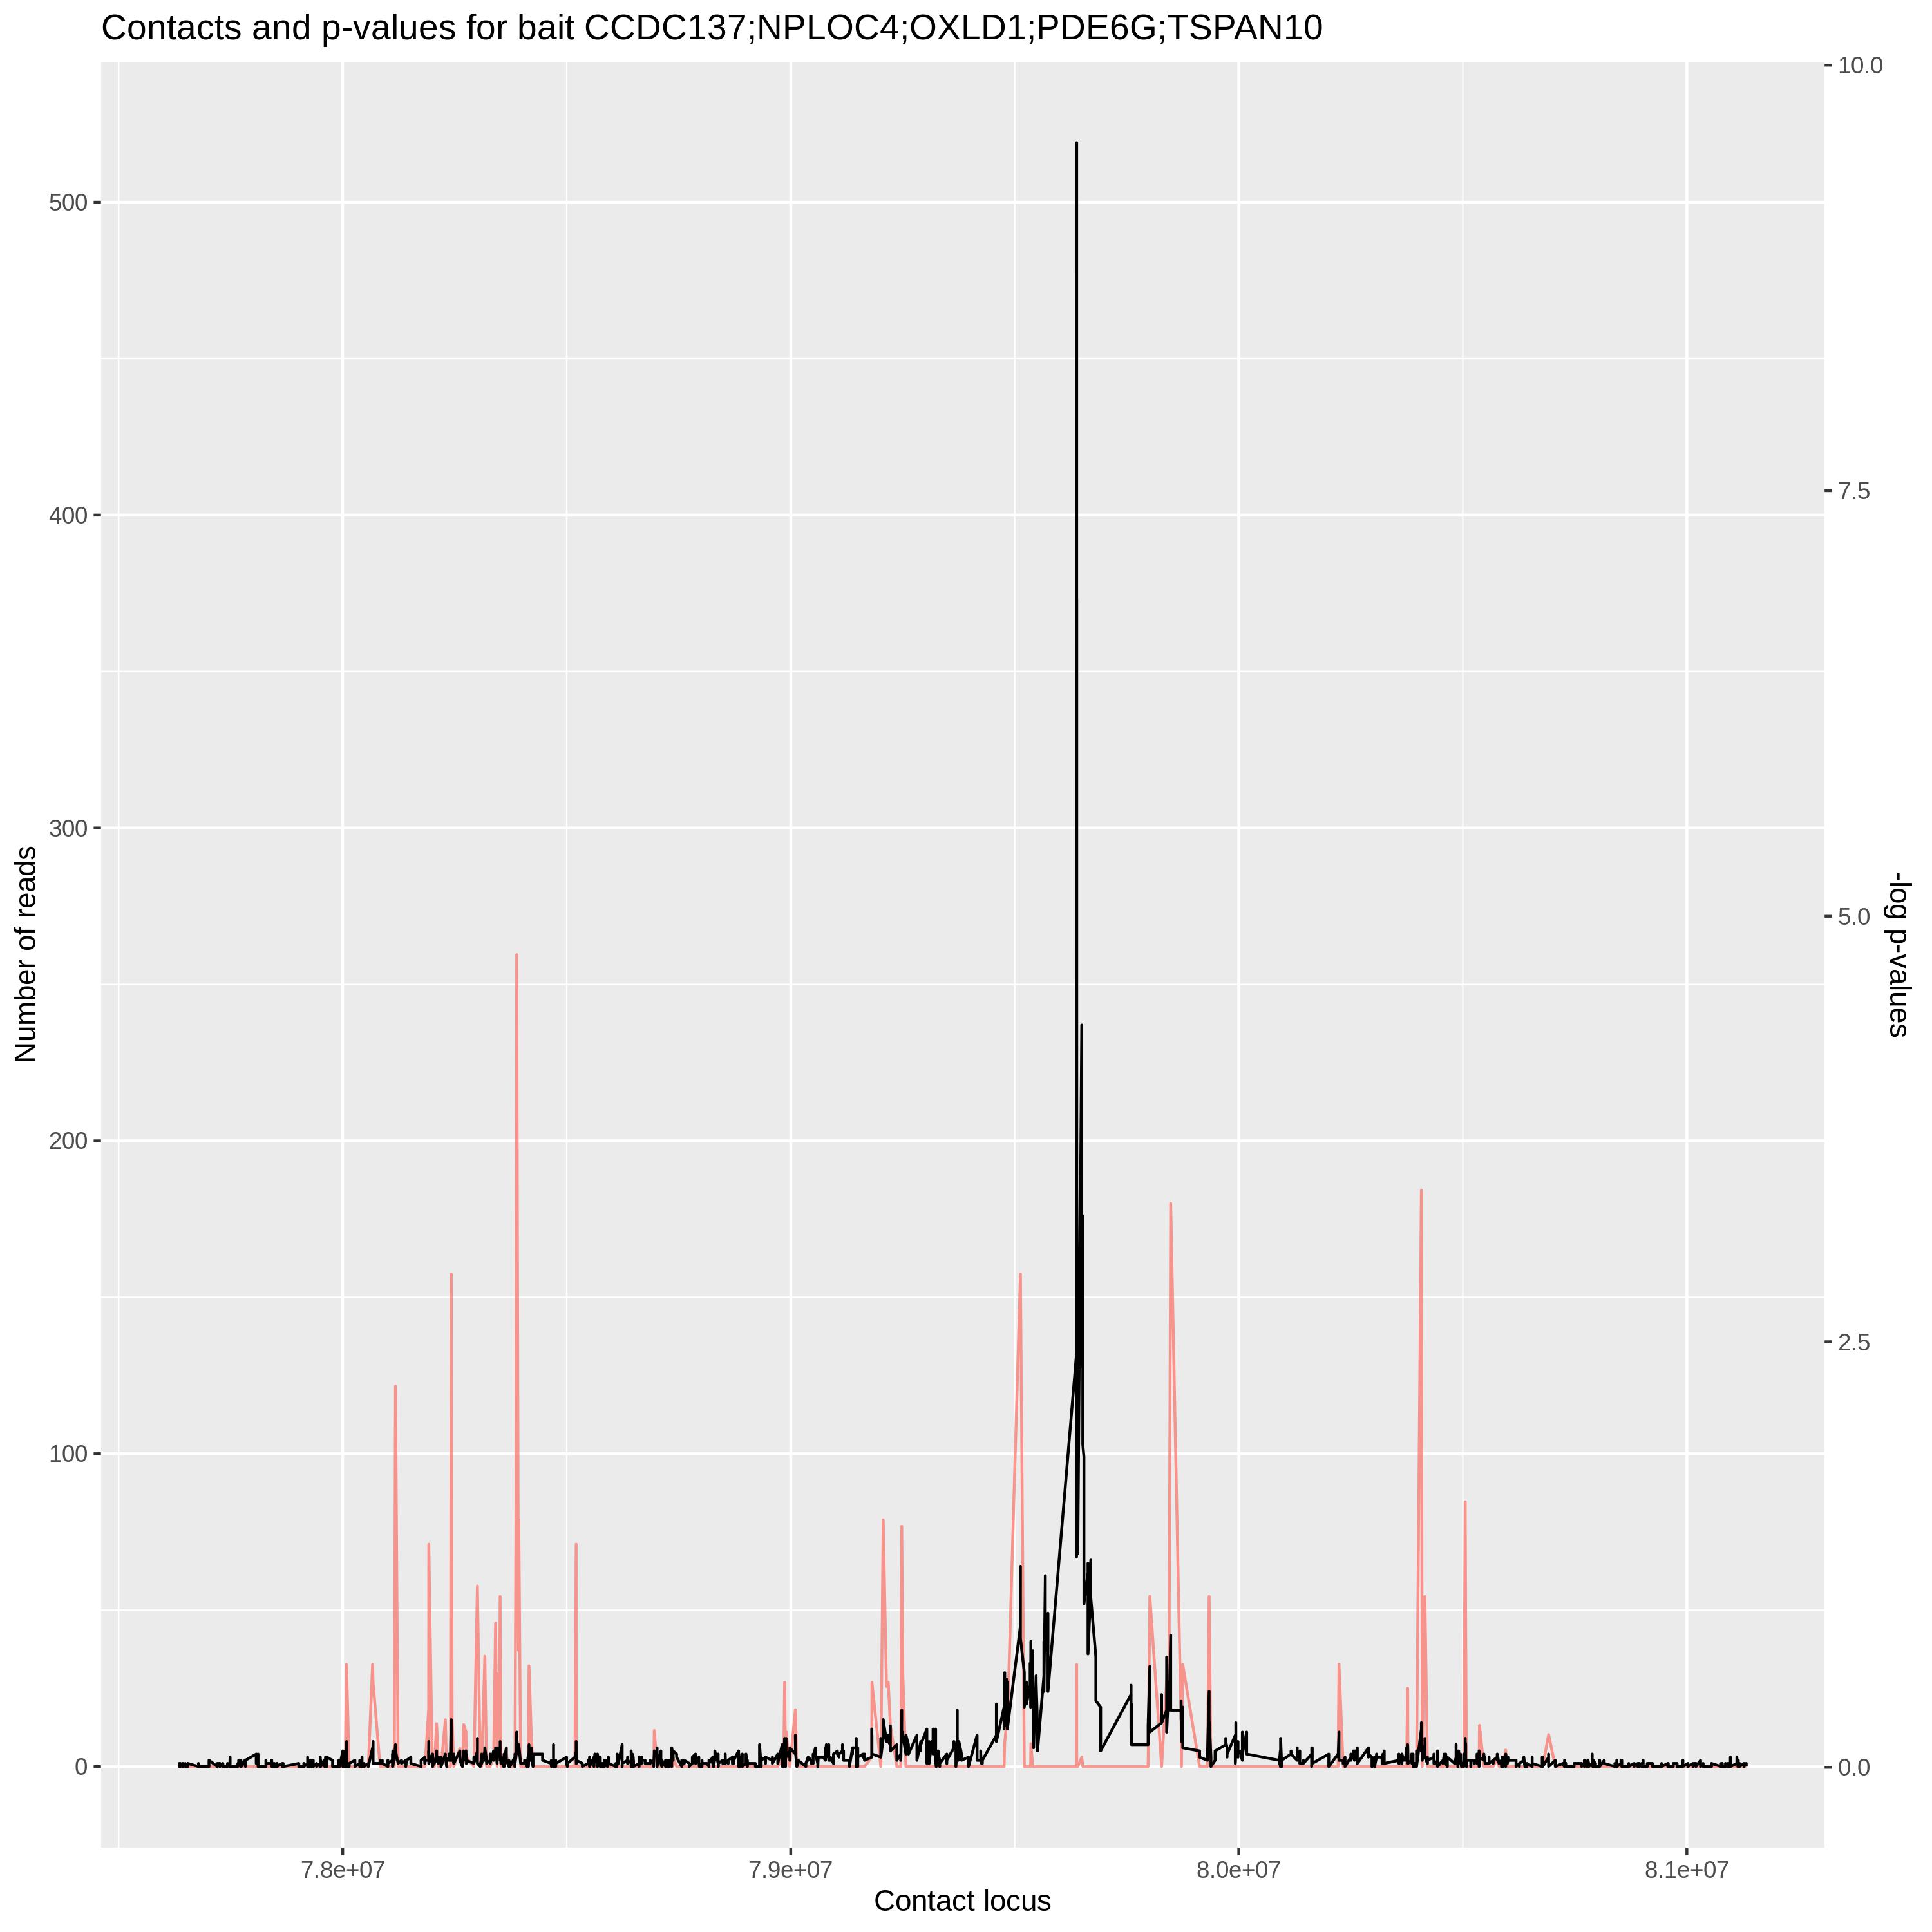 Contacts and p-values for bait CCDC137;NPLOC4;OXLD1;PDE6G;TSPAN10
10.0
500
400
7.5
300
5.0
Number of reads
-log p-values
200
2.5
100
0
0.0
7.8e+07
7.9e+07
8.0e+07
8.1e+07
Contact locus